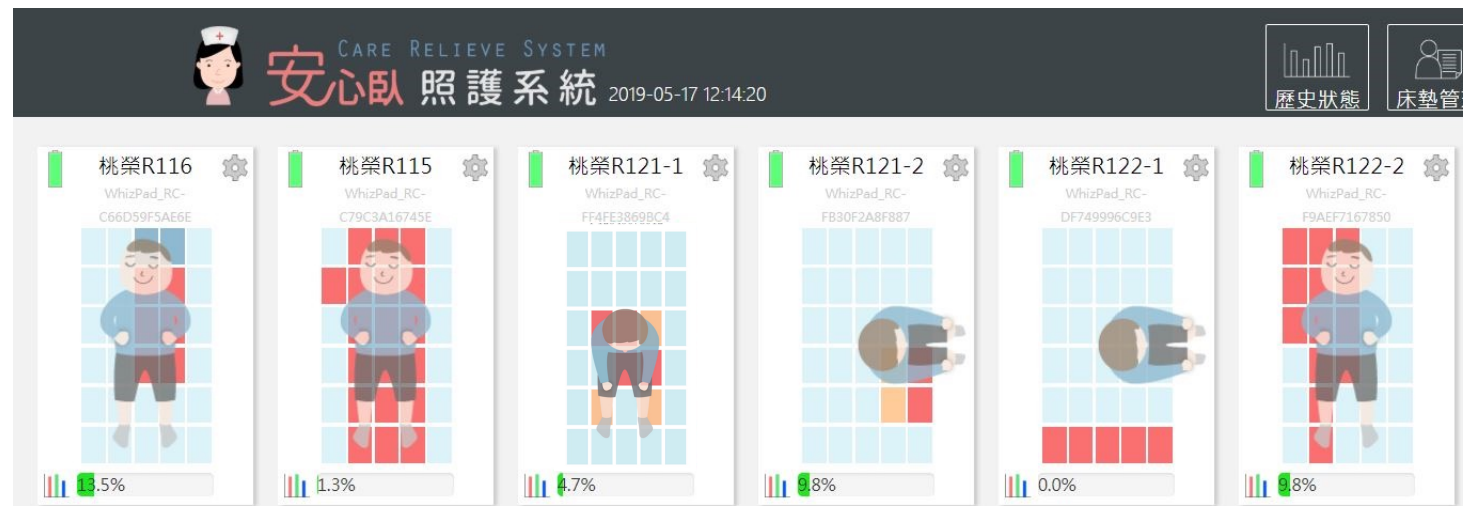 CARE RELIEVE SYSTEM
安心臥 照護系統 2019-05-17 12:14:20
歷史狀態
床墊管
桃榮R116
WhizPad_RC-
C66D59F5AE6E
13.5%
桃榮R115
WhizPad_RC-
C79C3A16745E
1.3%
桃榮R121-1
WhizPad_RC-
FF4FE3869BC4
4.7%
桃榮R121-2
WhizPad_RC-
FB30F2A8F887
9.8%
桃榮R122-1
WhizPad_RC-
DF749996C9E3
0.0%
桃榮R122-2
WhizPad_RC-
F9AEF7167850
9.8%